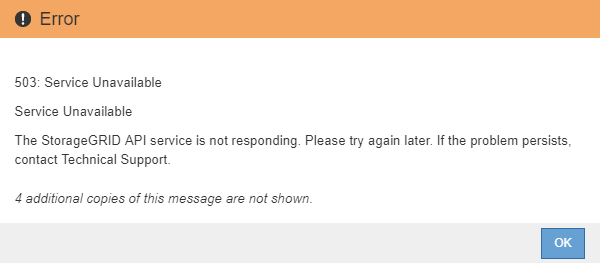 Error
503: Service Unavailable
Service Unavailable
The StorageGRID API service is not responding. Please try again later. If the problem persists,
contact Technical Support.
4 additional copies of this message are not shown.
OK